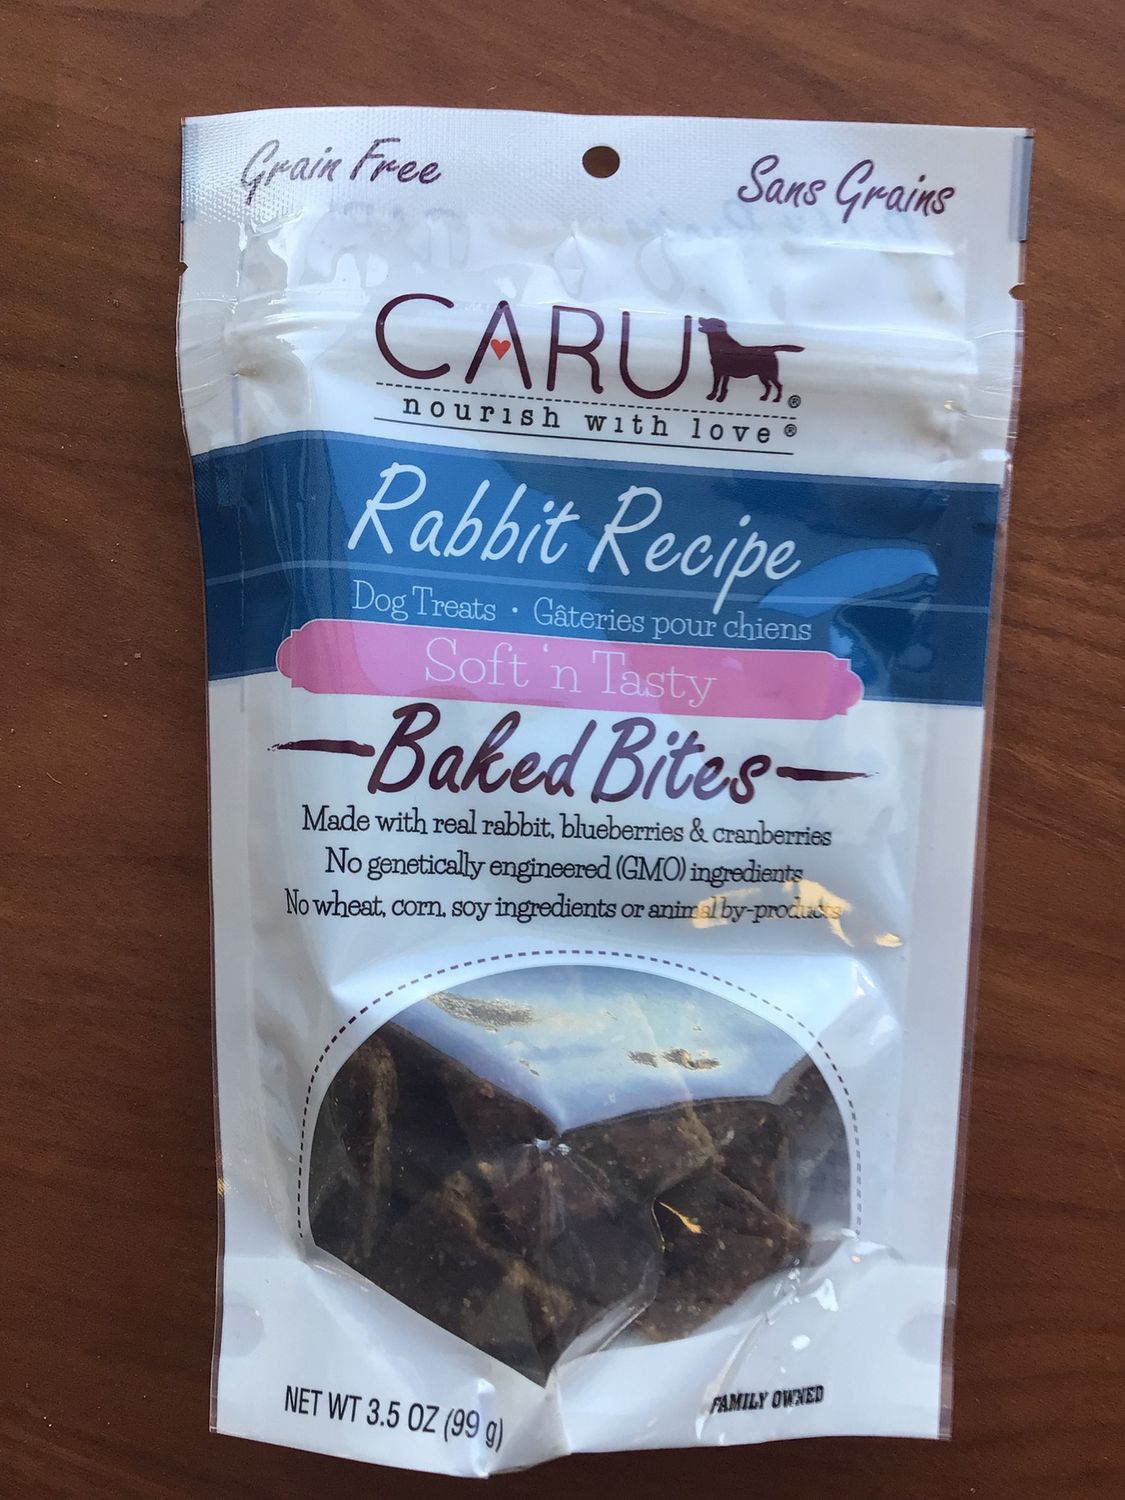 Grain Free
Sans Grains
CARU®
nourish with love®
Rabbit Recipe
Dog Treats · Gâteries pour chiens
Soft 'n Tasty
Baked Bites
Made with real rabbit, blueberries & cranberries
No genetically engineered (GMO) ingredients
No wheat, corn, soy ingredients or animal by-products
NET WT 3.5 OZ (99 g)
FAMILY OWNED